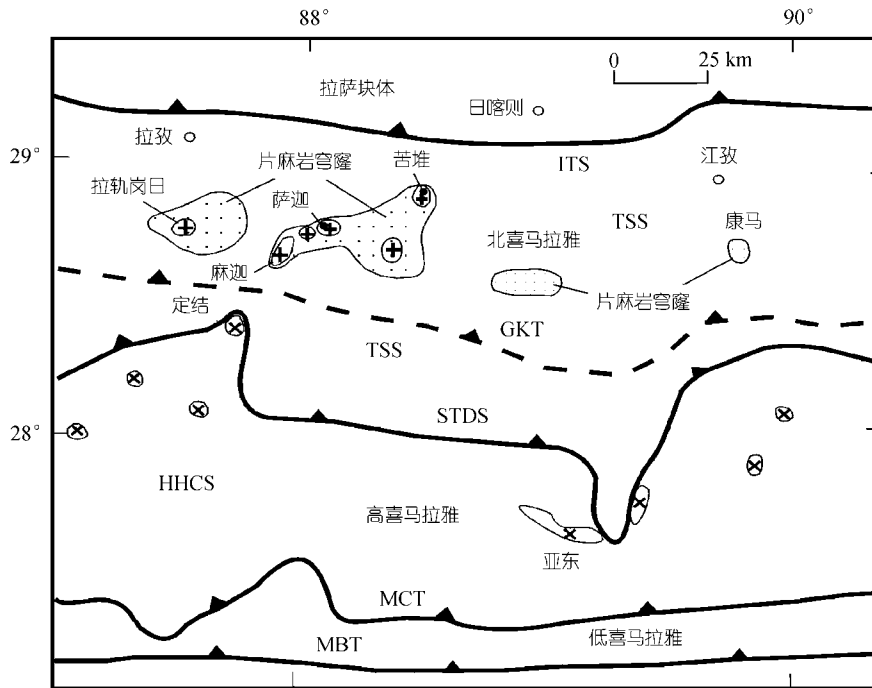 88°
90°
0
25 km
拉萨块体
日喀则
拉孜
29°
苦堆
片麻岩穹隆
ITS
江孜
拉轨岗日
萨迦
TSS
康马
北喜马拉雅
麻迦
片麻岩穹隆
定结
GKT
TSS
STDS
28°
HHCS
高喜马拉雅
亚东
MCT
低喜马拉雅
MBT